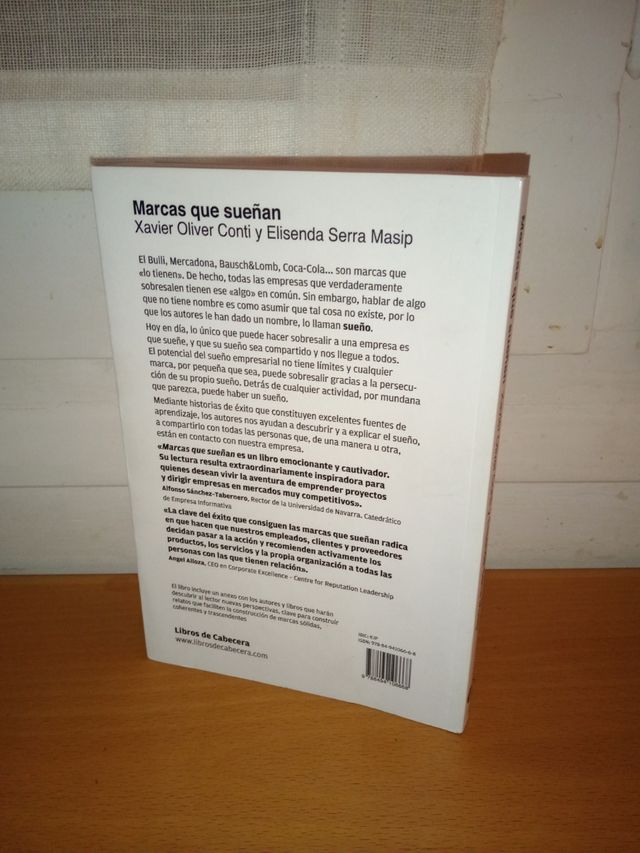 Marcas que sueñan
Xavier Oliver Conti y Elisenda Serra Masip
El Bulli, Mercadona, Bausch&Lomb, Coca-Cola... son marcas que
«lo tienen». De hecho, todas las empresas que verdaderamente
sobresalen tienen ese «algo» en común. Sin embargo, hablar de algo
que no tiene nombre es como asumir que tal cosa no existe, por lo
que los autores le han dado un nombre, lo llaman sueño.
Hoy en día, lo único que puede hacer sobresalir a una empresa es
que sueñe, y que su sueño sea compartido y nos llegue a todos.
El potencial del sueño empresarial no tiene límites y cualquier
marca, por pequeña que sea, puede sobresalir gracias a la persecu-
ción de su propio sueño. Detrás de cualquier actividad, por mundana
que parezca, puede haber un sueño.
Mediante historias de éxito que constituyen excelentes fuentes de
aprendizaje, los autores nos ayudan a descubrir y a explicar el sueño,
a compartirlo con todas las personas que, de una manera u otra,
están en contacto con nuestra empresa.
«Marcas que sueñan es un libro emocionante y cautivador.
Su lectura resulta extraordinariamente inspiradora para
quienes desean vivir la aventura de emprender proyectos
y dirigir empresas en mercados muy competitivos».
Alfonso Sánchez-Tabernero, Rector de la Universidad de Navarra. Catedrático
de Empresa Informativa
«La clave del éxito que consiguen las marcas que sueñan radica
en que hacen que nuestros empleados, clientes y proveedores
decidan pasar a la acción y recomienden activamente los
productos, los servicios y la propia organización a todas las
personas con las que tienen relación».
Angel Alloza, CEO en Corporate Excellence - Centre for Reputation Leadership
El libro incluye un anexo con los autores y libros que harán
descubrir al lector nuevas perspectivas, clave para construir
relatos que faciliten la construcción de marcas sólidas,
coherentes y trascendentes
Libros de Cabecera
www.librosdecabecera.com